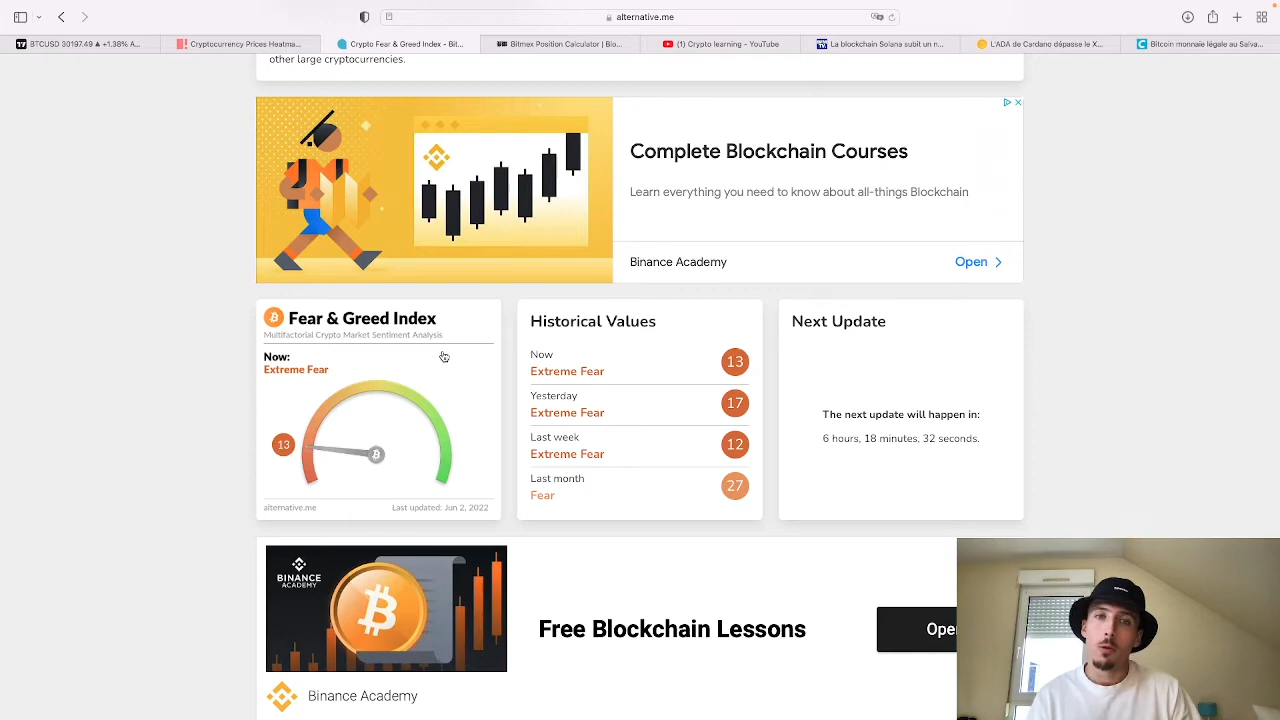 alternative.me
BTCUSD 30197.49 ▲ +1.38% A...
Cryptocurrency Prices Heatma...
Crypto Fear & Greed Index - Bit...
Bitmex Position Calculator | Blo...
(1) Crypto learning - YouTube
La blockchain Solana subit un n...
L'ADA de Cardano dépasse le X...
Bitcoin monnaie légale au Salva...
other large cryptocurrencies.
Complete Blockchain Courses
Learn everything you need to know about all-things Blockchain
Binance Academy
Open
Fear & Greed Index
Multifactorial Crypto Market Sentiment Analysis
Now:
Extreme Fear
13
alternative.me
Last updated: Jun 2, 2022
Historical Values
Now
Extreme Fear
13
Yesterday
Extreme Fear
17
Last week
Extreme Fear
12
Last month
Fear
27
Next Update
The next update will happen in:
6 hours, 18 minutes, 32 seconds.
BINANCE
ACADEMY
Free Blockchain Lessons
Ope
Binance Academy